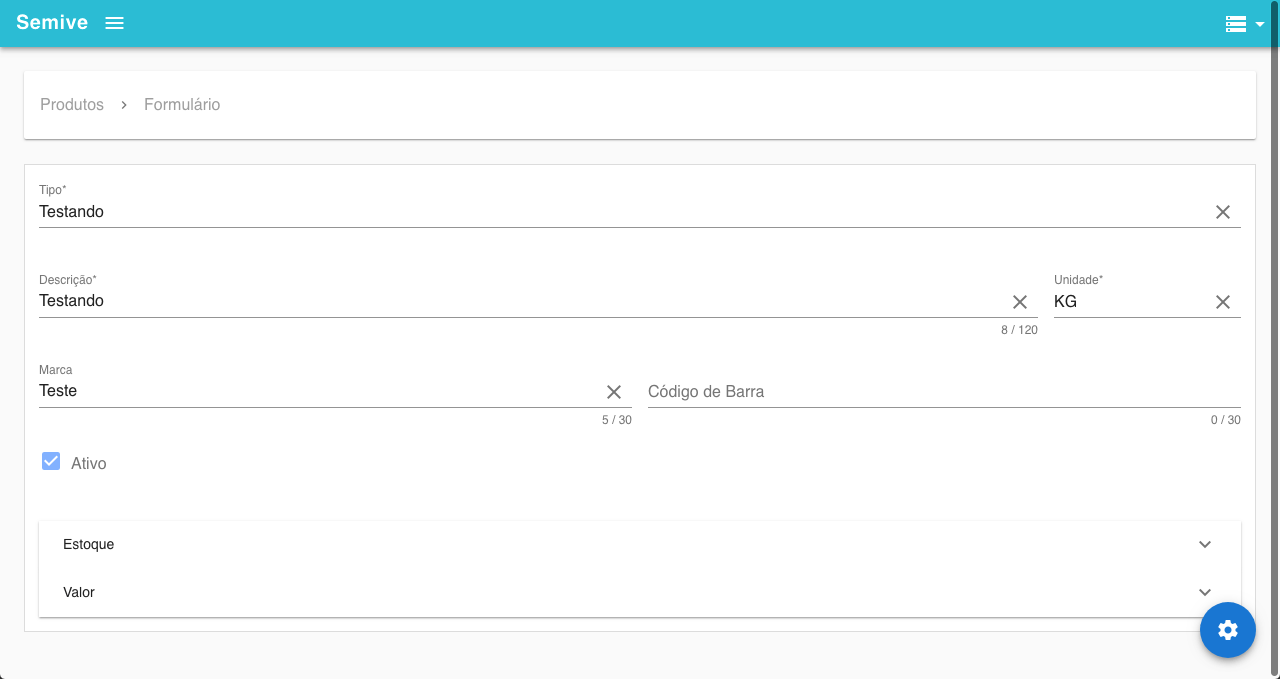 Semive
Produtos > Formulário
Tipo*
Testando
Descrição*
Unidade*
Testando
KG
8 / 120
Marca
Teste
Código de Barra
5 / 30
0 / 30
Ativo
Estoque
Valor